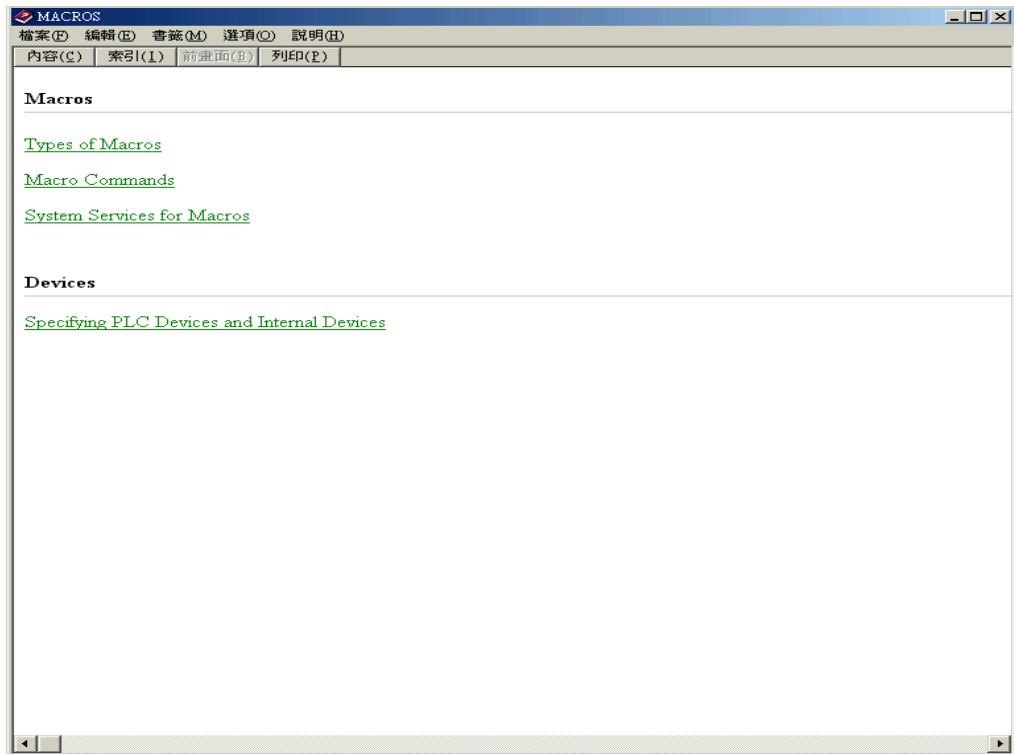 MACROS
檔案(F) 編輯(E) 書籤(M) 選項(O) 說明(H)
內容(C) 索引(I) 前畫面(B) 列印(P)
Macros
Types of Macros
Macro Commands
System Services for Macros
Devices
Specifying PLC Devices and Internal Devices